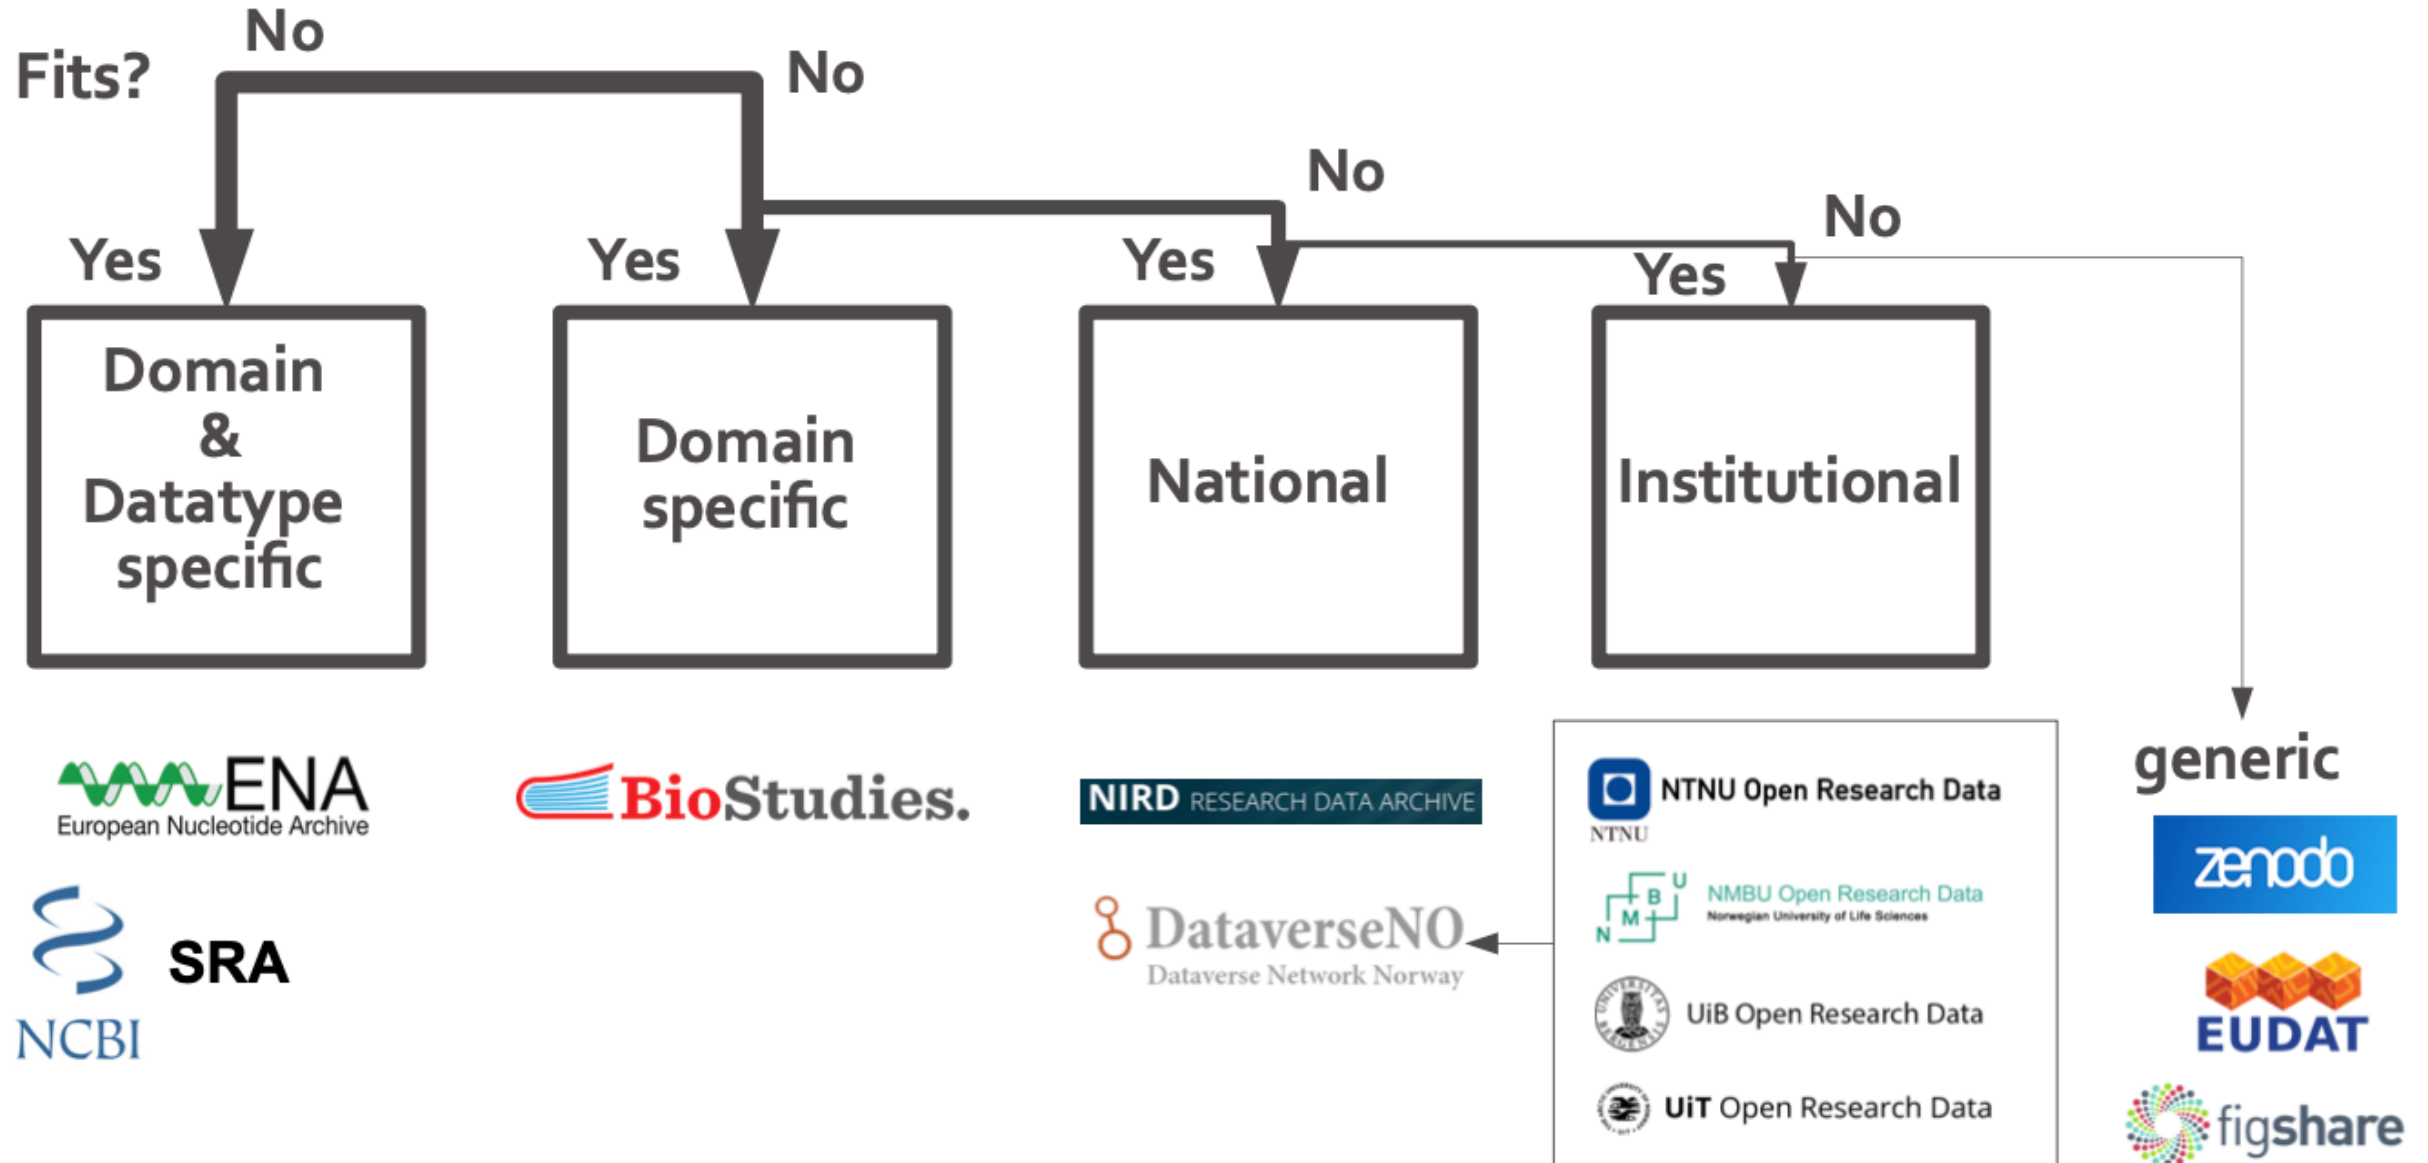 Fits?
No
No
No
No
Yes
Yes
Yes
Yes
Domain
&
Datatype
specific
Domain
specific
National
Institutional
ENA
European Nucleotide Archive
NCBI
SRA
BioStudies.
NIRD RESEARCH DATA ARCHIVE
DataverseNO
Dataverse Network Norway
NTNU
NTNU Open Research Data
N M B U
NMBU Open Research Data
Norwegian University of Life Sciences
UiB Open Research Data
UiT Open Research Data
generic
zenodo
EUDAT
figshare